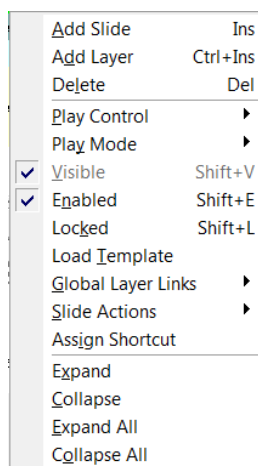 Add Slide Ins
Add Layer Ctrl+Ins
Delete Del
Play Control
Play Mode
Visible Shift+V
Enabled Shift+E
Locked Shift+L
Load Template
Global Layer Links
Slide Actions
Assign Shortcut
Expand
Collapse
Expand All
Collapse All